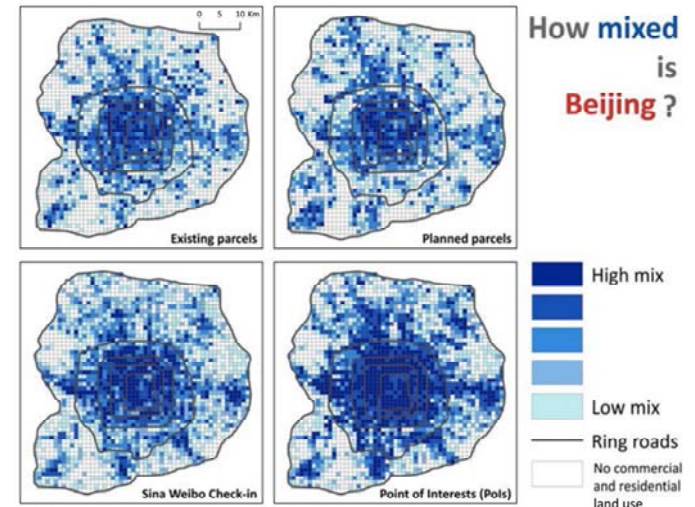 0 5 10 Km
Existing parcels
Planned parcels
How mixed
is
Beijing ?
Sina Weibo Check-in
Point of Interests (PoIs)
High mix
Low mix
Ring roads
No commercial
and residential
land use